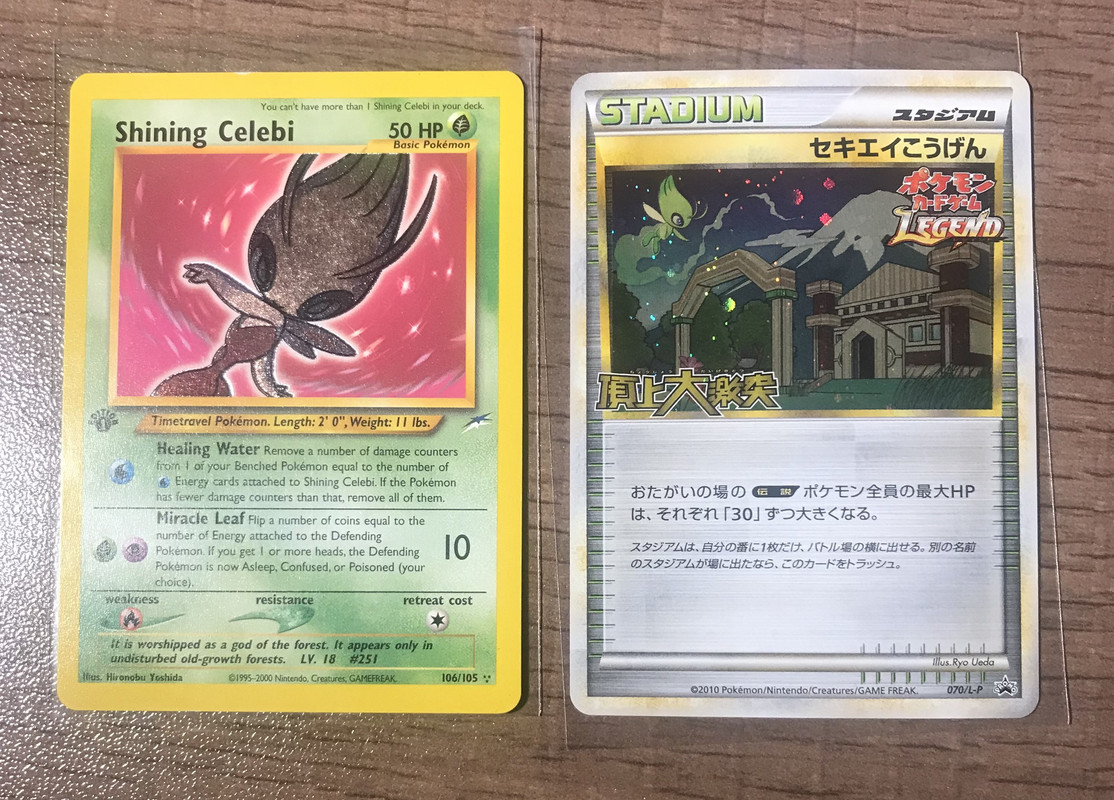 You can't have more than 1 Shining Celebi in your deck.
Shining Celebi
50 HP
Basic Pokémon
EDITION
1
Timetravel Pokémon. Length: 2' 0", Weight: 11 lbs.
Healing Water Remove a number of damage counters
from 1 of your Benched Pokémon equal to the number of
Energy cards attached to Shining Celebi. If the Pokémon
has fewer damage counters than that, remove all of them.
Miracle Leaf Flip a number of coins equal to the
number of Energy attached to the Defending
Pokémon. If you get 1 or more heads, the Defending
Pokémon is now Asleep, Confused, or Poisoned (your
choice).
10
weakness
resistance
retreat cost
It is worshipped as a god of the forest. It appears only in
undisturbed old-growth forests. LV. 18 #251
Illus. Hironobu Yoshida
©1995-2000 Nintendo, Creatures, GAMEFREAK.
106/105
STADIUM
スタジアム
セキエイこうげん
ポケモン
カードゲーム
LEGEND
頂上大激突
おたがいの場の 伝説 ポケモン全員の最大HP
は、それぞれ「30」ずつ大きくなる。
スタジアムは、自分の番に1枚だけ、バトル場の横に出せる。別の名前
のスタジアムが場に出たなら、このカードをトラッシュ。
Illus. Ryo Ueda
©2010 Pokémon/Nintendo/Creatures/GAME FREAK.
070/L-P